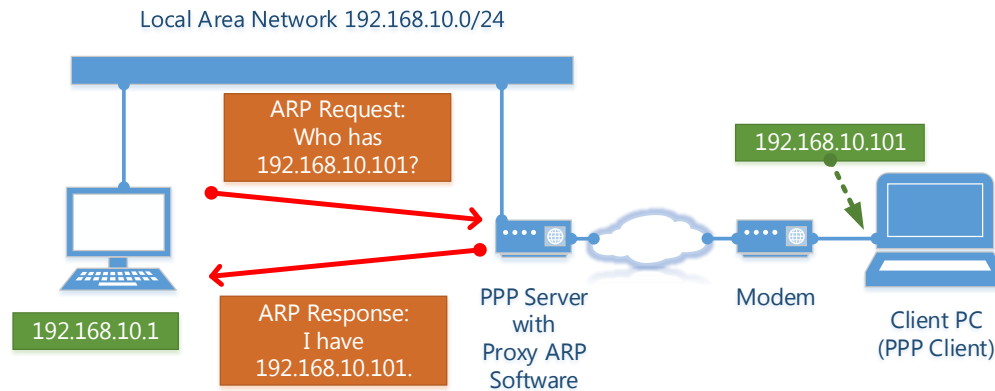 Local Area Network 192.168.10.0/24
ARP Request:
Who has
192.168.10.101?
192.168.10.101
192.168.10.1
ARP Response:
I have
192.168.10.101.
PPP Server
with
Proxy ARP
Software
Modem
Client PC
(PPP Client)